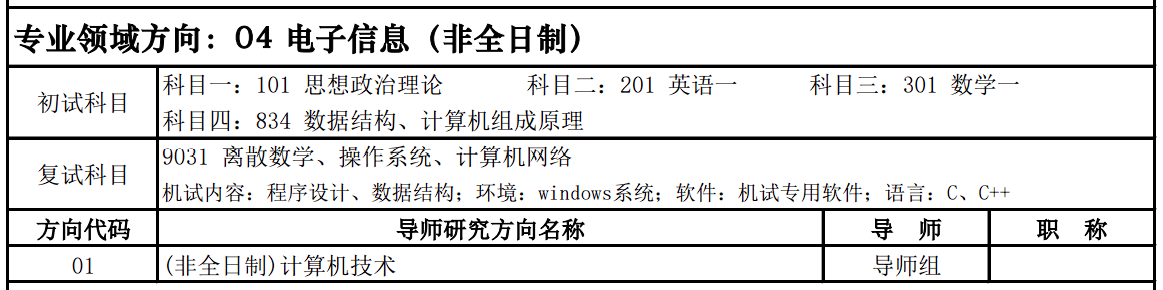 专业领域方向：04 电子信息（非全日制）
初试科目
科目一：101 思想政治理论 科目二：201 英语一 科目三：301 数学一
科目四：834 数据结构、计算机组成原理
复试科目
9031 离散数学、操作系统、计算机网络
机试内容：程序设计、数据结构；环境：windows系统；软件：机试专用软件；语言：C、C++
方向代码 导师研究方向名称 导 师 职 称
01 (非全日制)计算机技术 导师组